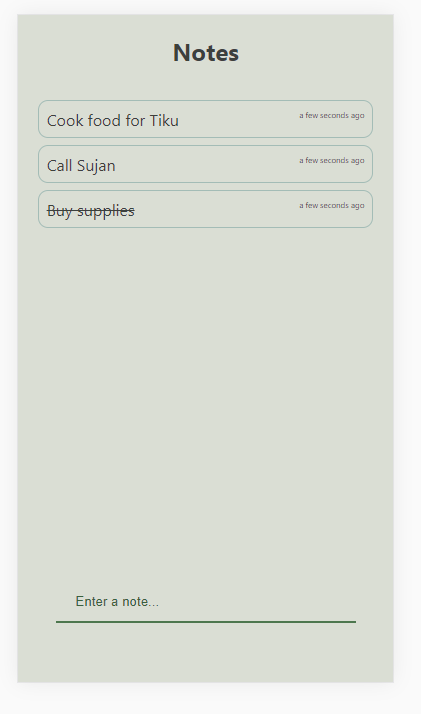 Notes
Cook food for Tiku a few seconds ago
Call Sujan a few seconds ago
Buy supplies a few seconds ago
Enter a note...